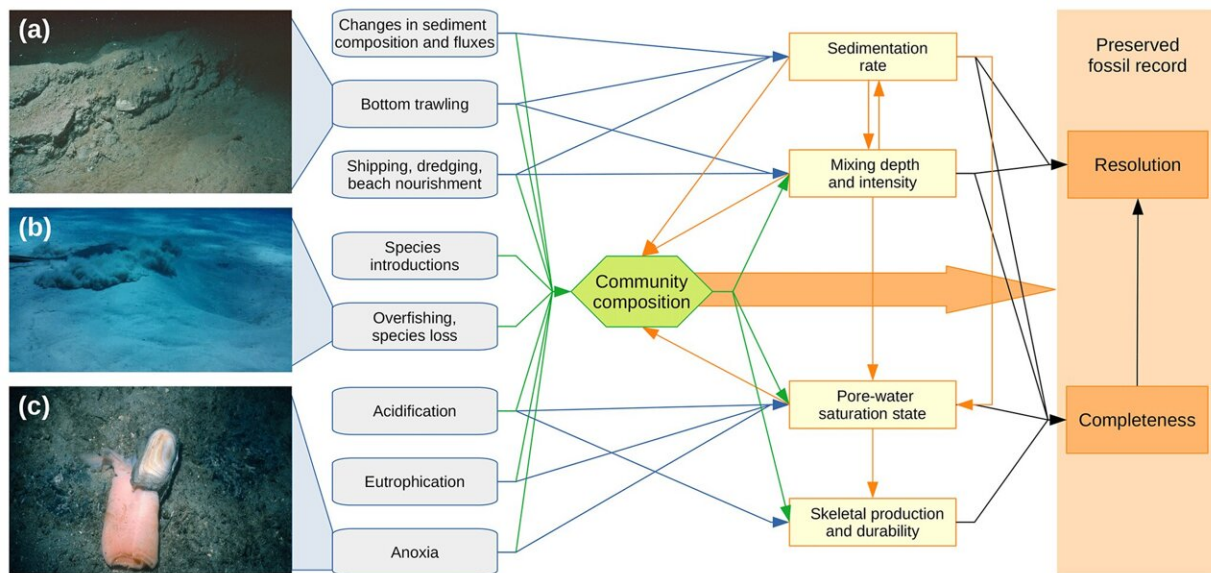 (a)
(b)
(c)
Changes in sediment
composition and fluxes
Bottom trawling
Shipping, dredging,
beach nourishment
Species
introductions
Overfishing,
species loss
Acidification
Eutrophication
Anoxia
Community
composition
Sedimentation
rate
Mixing depth
and intensity
Pore-water
saturation state
Skeletal production
and durability
Preserved
fossil record
Resolution
Completeness